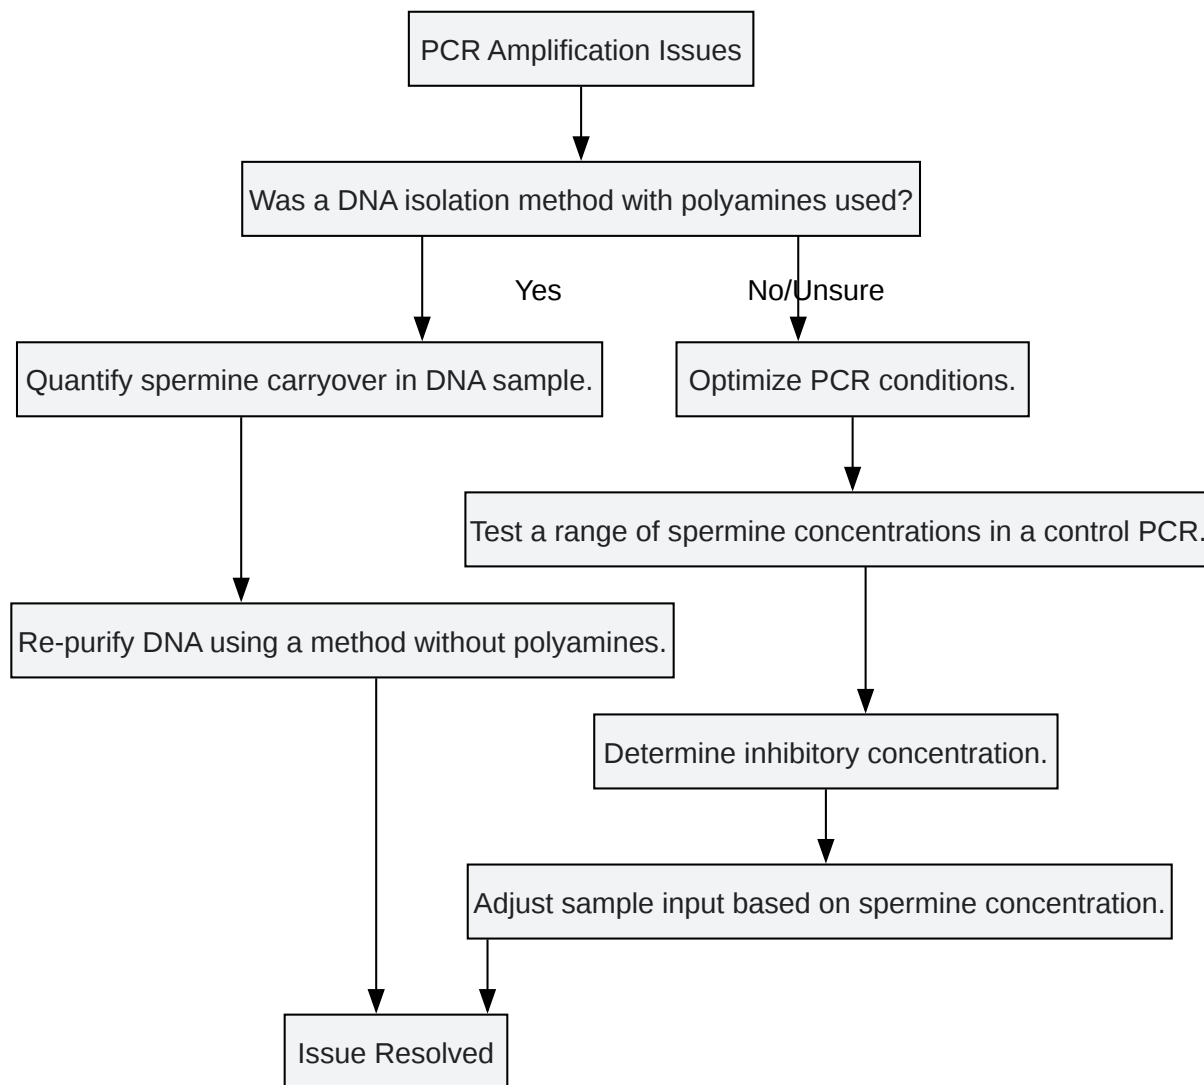 PCR Amplification Issues
Was a DNA isolation method with polyamines used?
Yes
No/Unsure
Quantify spermine carryover in DNA sample.
Optimize PCR conditions.
Test a range of spermine concentrations in a control PCR.
Re-purify DNA using a method without polyamines.
Determine inhibitory concentration.
Adjust sample input based on spermine concentration.
Issue Resolved